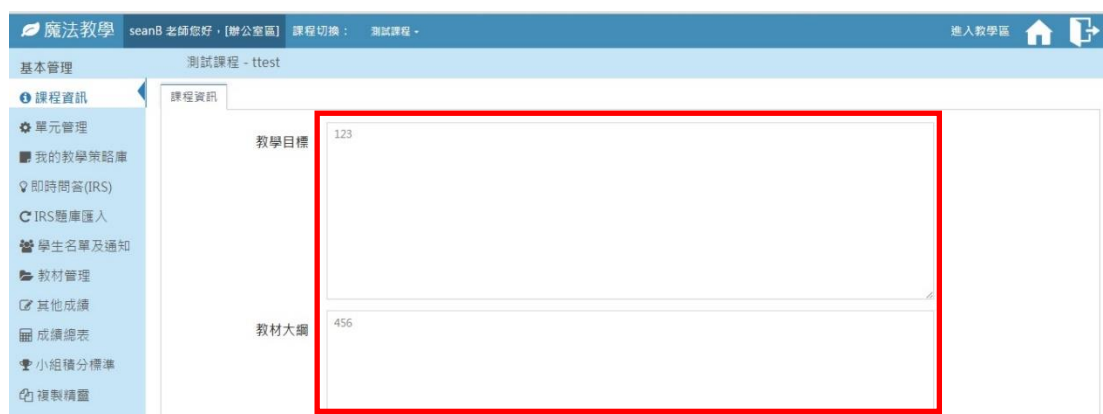 魔法教學 seanB 老師您好，[辦公室區] 課程切換： 測試課程 進入教學區
基本管理
測試課程 - ttest
課程資訊
課程資訊
單元管理
教學目標
123
我的教學策略庫
即時問答(IRS)
IRS題庫匯入
學生名單及通知
教材管理
其他成績
教材大綱
456
成績總表
小組積分標準
複製精靈